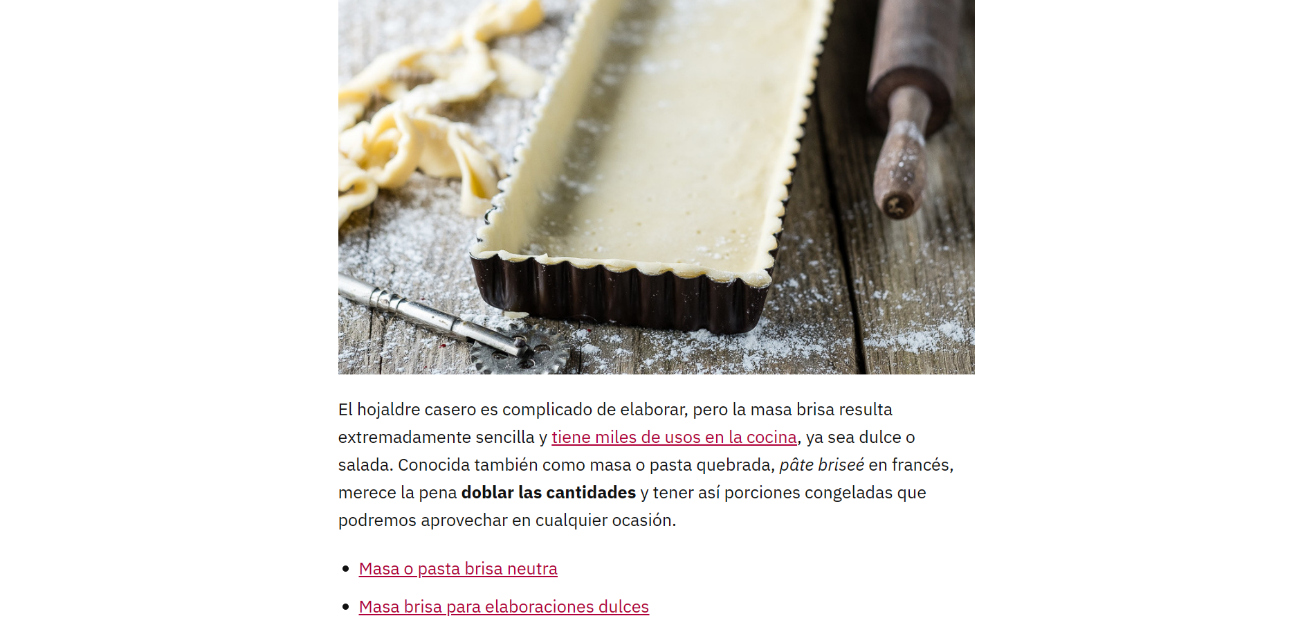 El hojaldre casero es complicado de elaborar, pero la masa brisa resulta
extremadamente sencilla y tiene miles de usos en la cocina, ya sea dulce o
salada. Conocida también como masa o pasta quebrada, pâte briseé en francés,
merece la pena doblar las cantidades y tener así porciones congeladas que
podremos aprovechar en cualquier ocasión.
• Masa o pasta brisa neutra
• Masa brisa para elaboraciones dulces